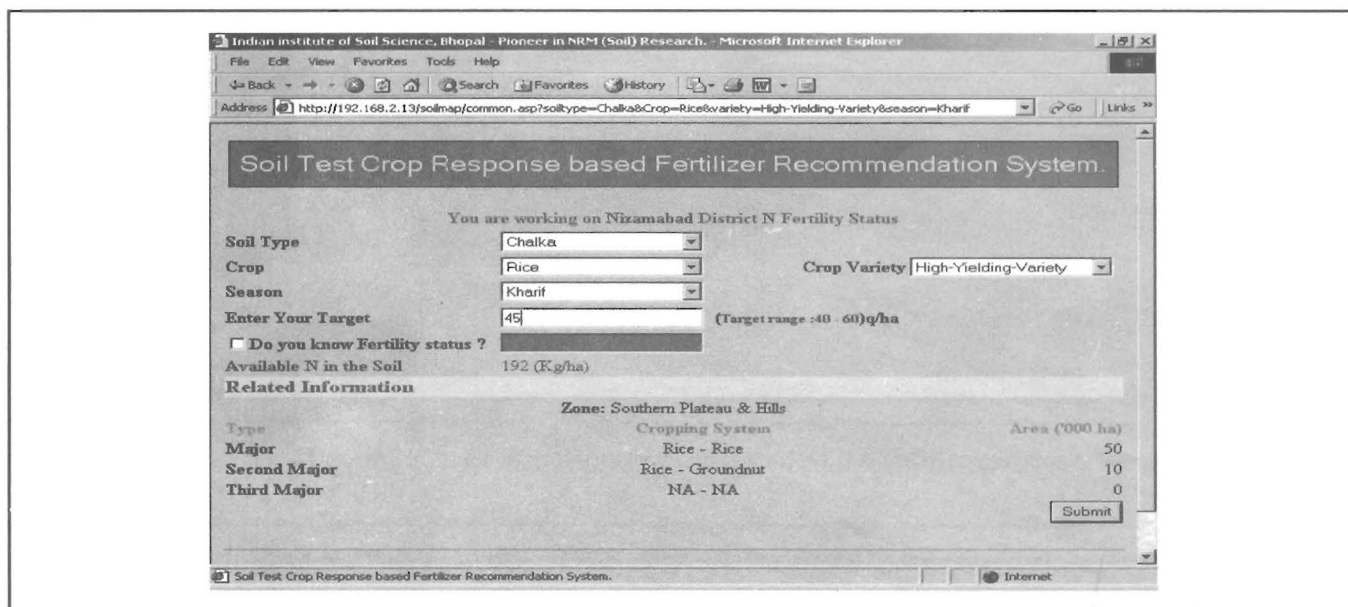 Indian institute of Soil Science, Bhopal - Pioneer in NRM (Soil) Research. - Microsoft Internet Explorer
File Edit View Favorites Tools Help
Back Search Favorites History
Address http://192.168.2.13/soilmap/common.asp?soiltype=Chalka&Crop=Rice&variety=High-Yielding-Variety&season=Kharif Go Links »
Soil Test Crop Response based Fertilizer Recommendation System.
You are working on Nizamabad District N Fertility Status
Soil Type Chalka
Crop Rice Crop Variety High-Yielding-Variety
Season Kharif
Enter Your Target 45 (Target range :40 - 60)q/ha
Do you know Fertility status ?
Available N in the Soil 192 (Kg/ha)
Related Information
Zone: Southern Plateau & Hills
Type Cropping System Area ('000 ha)
Major Rice - Rice 50
Second Major Rice - Groundnut 10
Third Major NA - NA 0
Submit
Soil Test Crop Response based Fertilizer Recommendation System. Internet